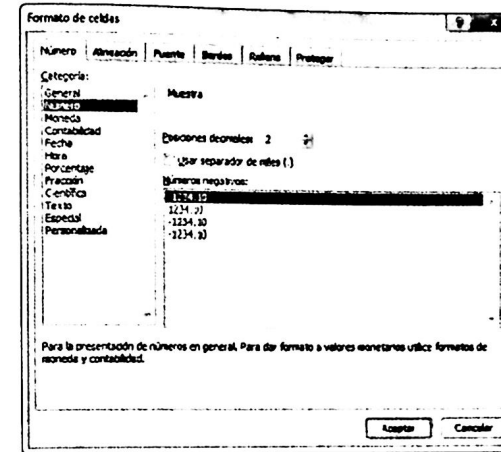 Formato de celdas
Número Alineación Fuente Bordes Relleno Proteger
Categoría:
General
Número
Moneda
Contabilidad
Fecha
Hora
Porcentaje
Fracción
Científica
Texto
Especial
Personalizada
Muestra
Posiciones decimales: 2
Usar separador de miles (.)
Números negativos:
-1234,10
1234,10
-1234,10
-1234,10
Para la presentación de números en general. Para dar formato a valores monetarios utilice formatos de
moneda y contabilidad.
Aceptar Cancelar